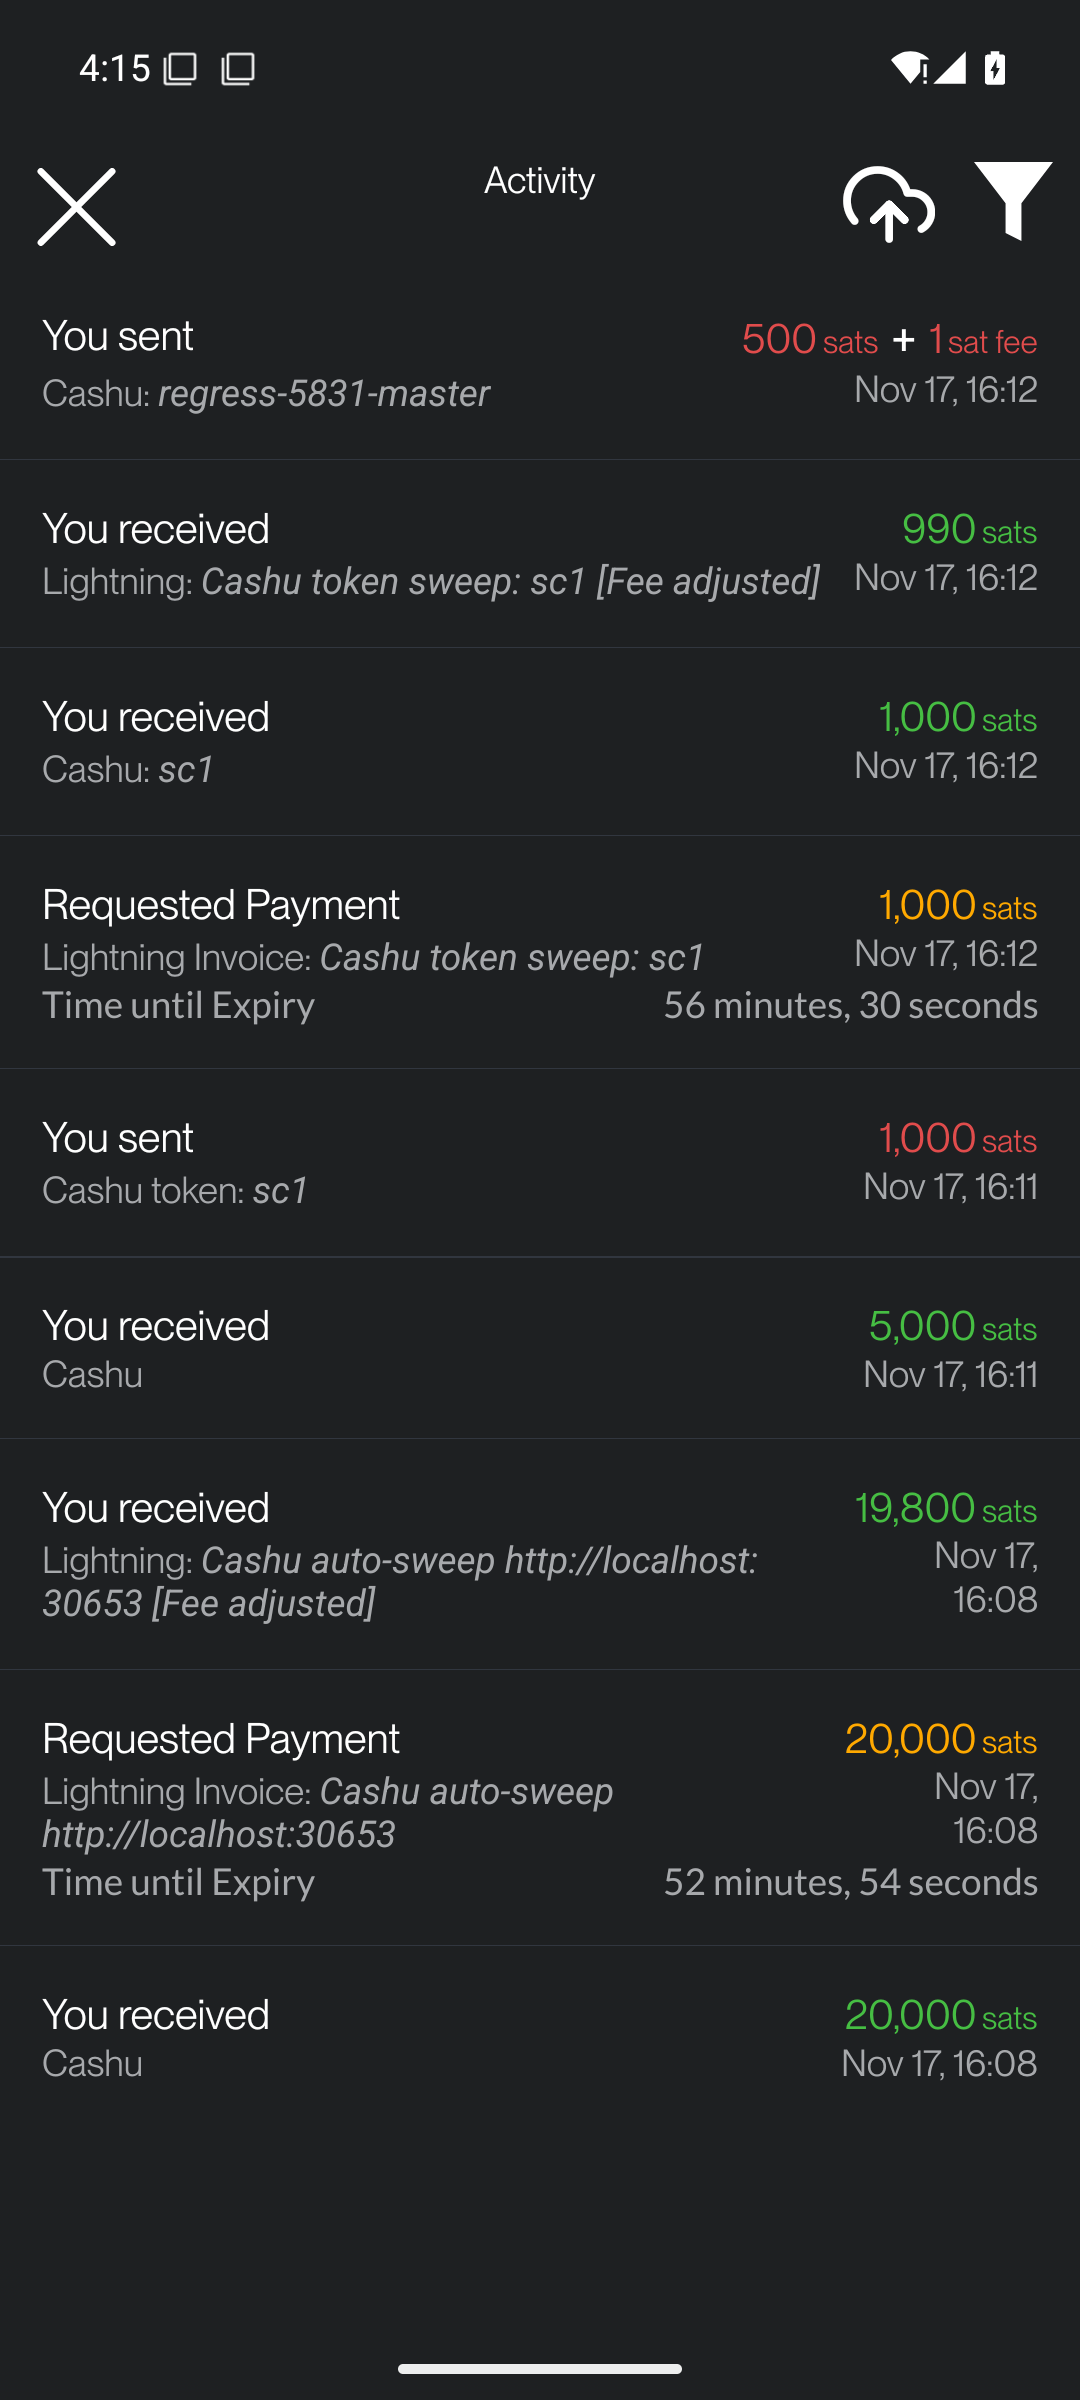 4:15
Activity
You sent
500 sats + 1 sat fee
Cashu: regress-5831-master
Nov 17, 16:12
You received
990 sats
Lightning: Cashu token sweep: sc1 [Fee adjusted]
Nov 17, 16:12
You received
1,000 sats
Cashu: sc1
Nov 17, 16:12
Requested Payment
1,000 sats
Lightning Invoice: Cashu token sweep: sc1
Nov 17, 16:12
Time until Expiry
56 minutes, 30 seconds
You sent
1,000 sats
Cashu token: sc1
Nov 17, 16:11
You received
5,000 sats
Cashu
Nov 17, 16:11
You received
19,800 sats
Lightning: Cashu auto-sweep http://localhost:
30653 [Fee adjusted]
Nov 17,
16:08
Requested Payment
20,000 sats
Lightning Invoice: Cashu auto-sweep
http://localhost:30653
Nov 17,
16:08
Time until Expiry
52 minutes, 54 seconds
You received
20,000 sats
Cashu
Nov 17, 16:08